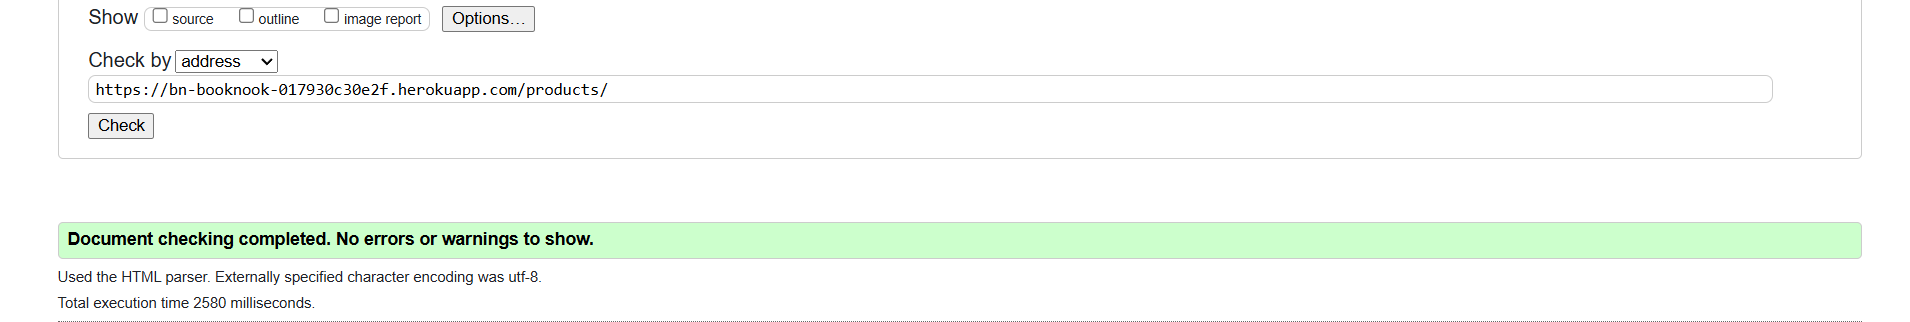 Show source outline image report Options...
Check by address
https://bn-booknook-017930c30e2f.herokuapp.com/products/
Check
Document checking completed. No errors or warnings to show.
Used the HTML parser. Externally specified character encoding was utf-8.
Total execution time 2580 milliseconds.